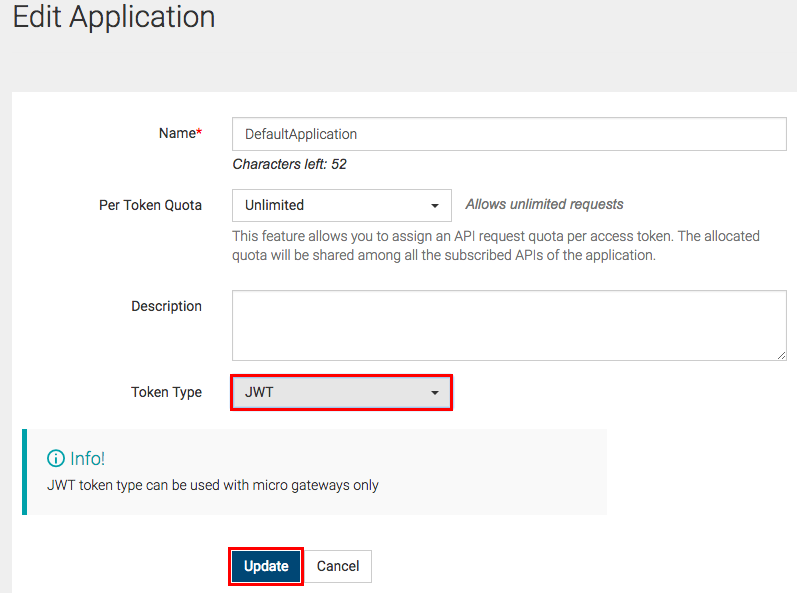 Edit Application
Name*
DefaultApplication
Characters left: 52
Per Token Quota
Unlimited
Allows unlimited requests
This feature allows you to assign an API request quota per access token. The allocated
quota will be shared among all the subscribed APIs of the application.
Description
Token Type
JWT
Info!
JWT token type can be used with micro gateways only
Update
Cancel